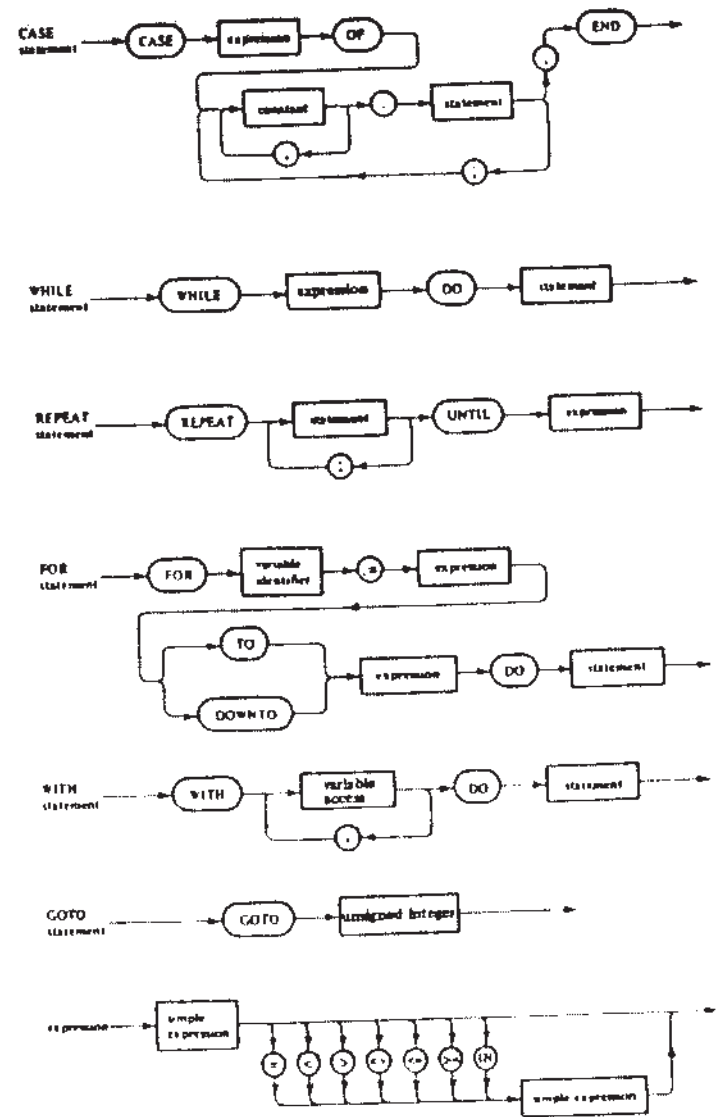 CASE
statement
CASE expression OF
constant : statement
,
;
;
END
WHILE
statement
WHILE expression DO statement
REPEAT
statement
REPEAT statement UNTIL expression
;
FOR
statement
FOR variable
identifier
:= expression
TO
DOWNTO
expression DO statement
WITH
statement
WITH variable
access
DO statement
,
GOTO
statement
GOTO unsigned integer
expression
simple
expression
= < > <> <= >= IN
simple expression